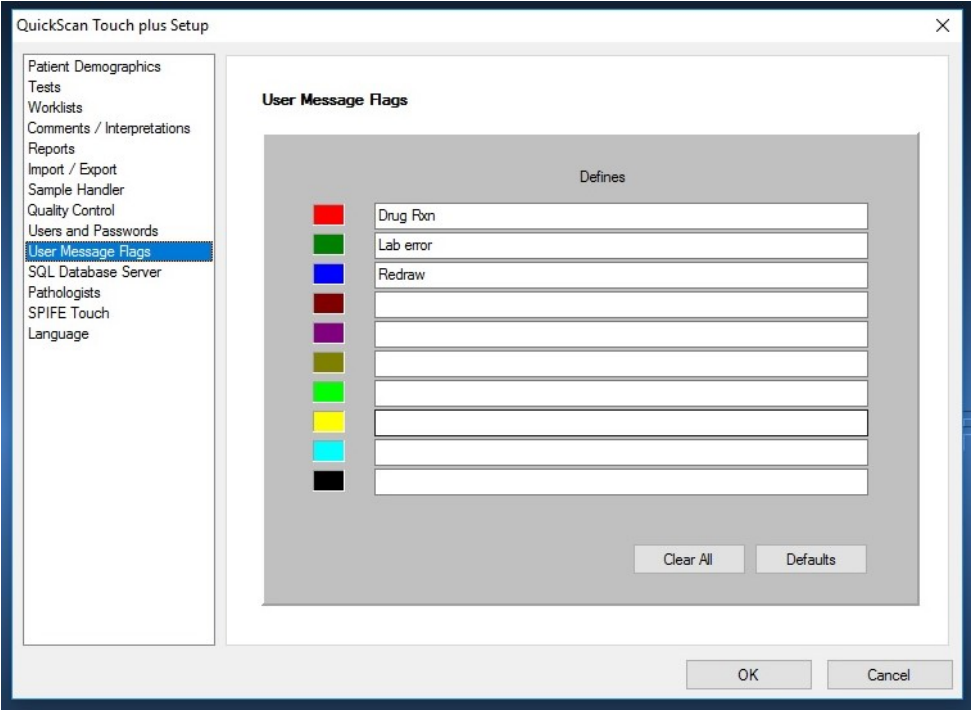 QuickScan Touch plus Setup
Patient Demographics
Tests
Worklists
Comments / Interpretations
Reports
Import / Export
Sample Handler
Quality Control
Users and Passwords
User Message Flags
SQL Database Server
Pathologists
SPIFE Touch
Language
User Message Flags
Defines
Drug Rxn
Lab error
Redraw
Clear All
Defaults
OK
Cancel